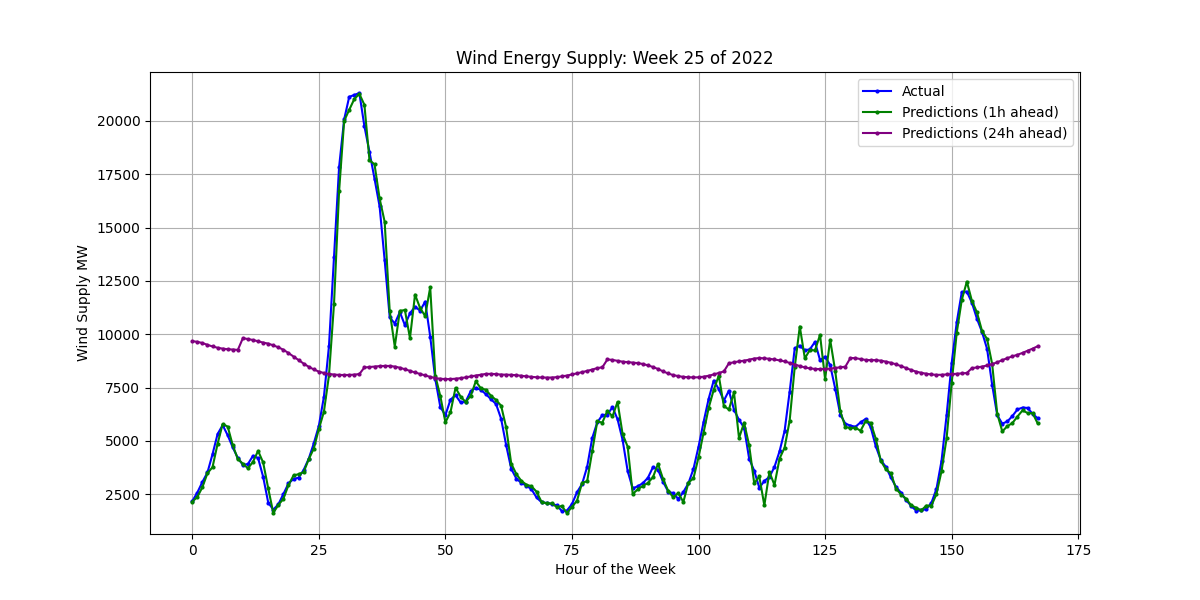 Wind Energy Supply: Week 25 of 2022
Actual
Predictions (1h ahead)
Predictions (24h ahead)
20000
17500
15000
12500
10000
7500
5000
2500
Wind Supply MW
0 25 50 75 100 125 150 175
Hour of the Week